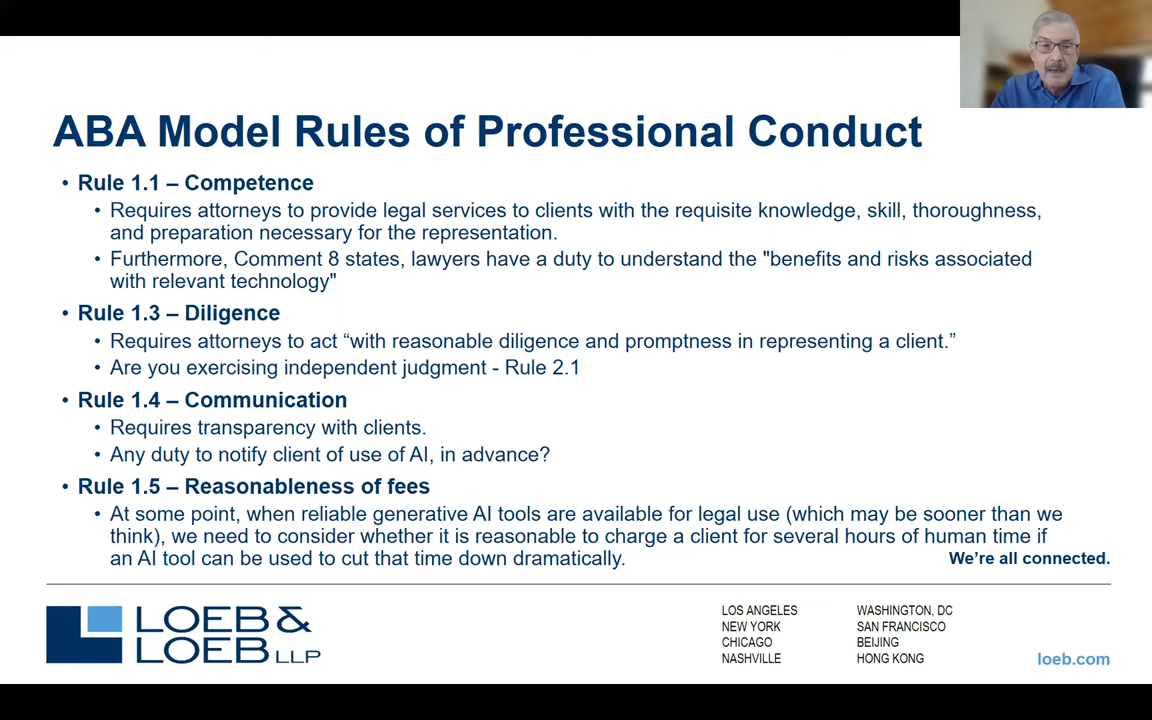 ABA Model Rules of Professional Conduct
• Rule 1.1 – Competence
• Requires attorneys to provide legal services to clients with the requisite knowledge, skill, thoroughness,
and preparation necessary for the representation.
• Furthermore, Comment 8 states, lawyers have a duty to understand the "benefits and risks associated
with relevant technology"
• Rule 1.3 – Diligence
• Requires attorneys to act “with reasonable diligence and promptness in representing a client.”
• Are you exercising independent judgment - Rule 2.1
• Rule 1.4 – Communication
• Requires transparency with clients.
• Any duty to notify client of use of AI, in advance?
• Rule 1.5 – Reasonableness of fees
• At some point, when reliable generative AI tools are available for legal use (which may be sooner than we
think), we need to consider whether it is reasonable to charge a client for several hours of human time if
an AI tool can be used to cut that time down dramatically.
We’re all connected.
LOEB &
LOEB LLP
LOS ANGELES
NEW YORK
CHICAGO
NASHVILLE
WASHINGTON, DC
SAN FRANCISCO
BEIJING
HONG KONG
loeb.com